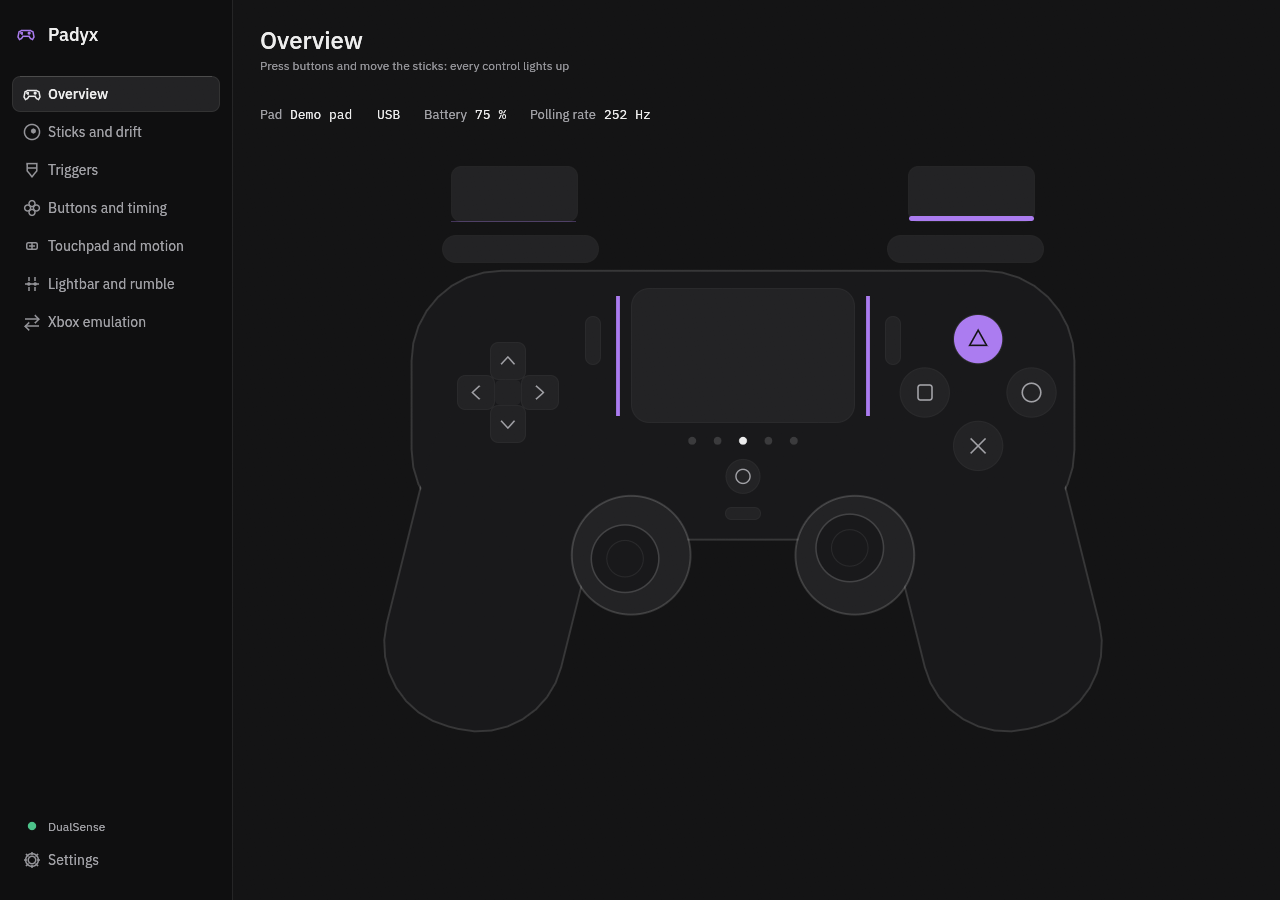 Padyx
Overview
Sticks and drift
Triggers
Buttons and timing
Touchpad and motion
Lightbar and rumble
Xbox emulation
DualSense
Settings
Overview
Press buttons and move the sticks: every control lights up
Pad Demo pad USB Battery 75 % Polling rate 252 Hz